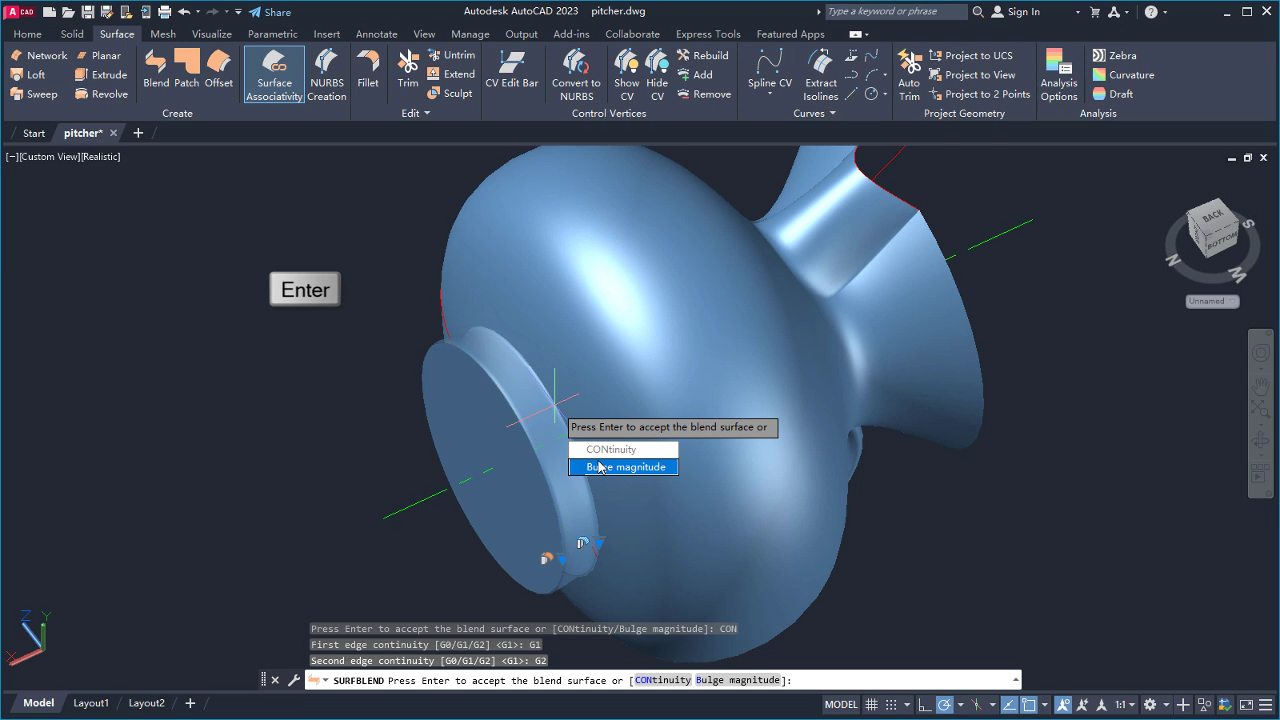 A CAD
Share
Autodesk AutoCAD 2023 pitcher.dwg
Type a keyword or phrase
Sign In
Home Solid Surface Mesh Visualize Parametric Insert Annotate View Manage Output Add-ins Collaborate Express Tools Featured Apps
Network
Loft
Sweep
Planar
Extrude
Revolve
Blend
Patch
Offset
Surface
Associativity
NURBS
Creation
Create
Fillet
Trim
Untrim
Extend
Sculpt
Edit
CV Edit Bar
Convert to
NURBS
Show
CV
Hide
CV
Rebuild
Add
Remove
Control Vertices
Spline CV
Extract
Isolines
Curves
Auto
Trim
Project to UCS
Project to View
Project to 2 Points
Project Geometry
Analysis
Options
Zebra
Curvature
Draft
Analysis
Start
pitcher*
[−][Custom View][Realistic]
BACK
BOTTOM
S
N
M
Unnamed
Enter
Press Enter to accept the blend surface or
CONtinuity
Bulge magnitude
Z
Y
X
Press Enter to accept the blend surface or [CONtinuity/Bulge magnitude]: CON
First edge continuity [G0/G1/G2] <G1>: G1
Second edge continuity [G0/G1/G2] <G1>: G2
SURFBLEND Press Enter to accept the blend surface or [CONtinuity Bulge magnitude]:
Model Layout1 Layout2
MODEL
1:1